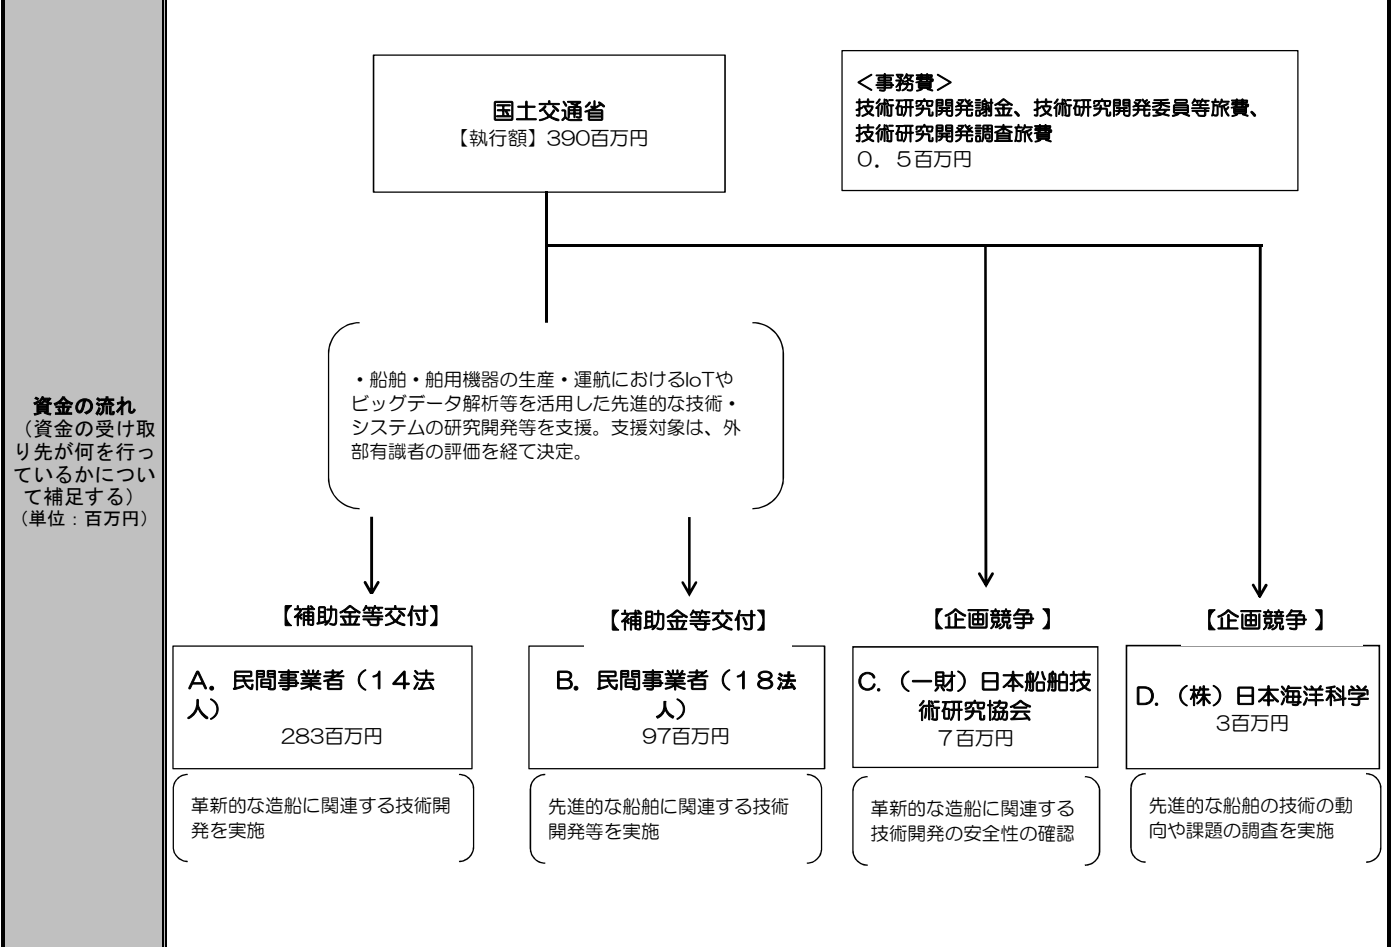 資金の流れ
（資金の受け取
り先が何を行っ
ているかについ
て補足する）
（単位：百万円）
国土交通省
【執行額】390百万円
＜事務費＞
技術研究開発謝金、技術研究開発委員等旅費、
技術研究開発調査旅費
０．５百万円
・船舶・舶用機器の生産・運航におけるIoTや
ビッグデータ解析等を活用した先進的な技術・
システムの研究開発等を支援。支援対象は、外
部有識者の評価を経て決定。
【補助金等交付】
A．民間事業者（１４法
人）
283百万円
革新的な造船に関連する技術開
発を実施
【補助金等交付】
B．民間事業者（１８法
人）
97百万円
先進的な船舶に関連する技術
開発等を実施
【企画競争 】
C．（一財）日本船舶技
術研究協会
７百万円
革新的な造船に関連する
技術開発の安全性の確認
【企画競争 】
D．（株）日本海洋科学
3百万円
先進的な船舶の技術の動
向や課題の調査を実施